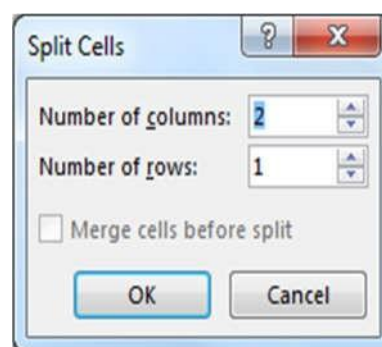 Split Cells
Number of columns: 2
Number of rows: 1
Merge cells before split
OK Cancel